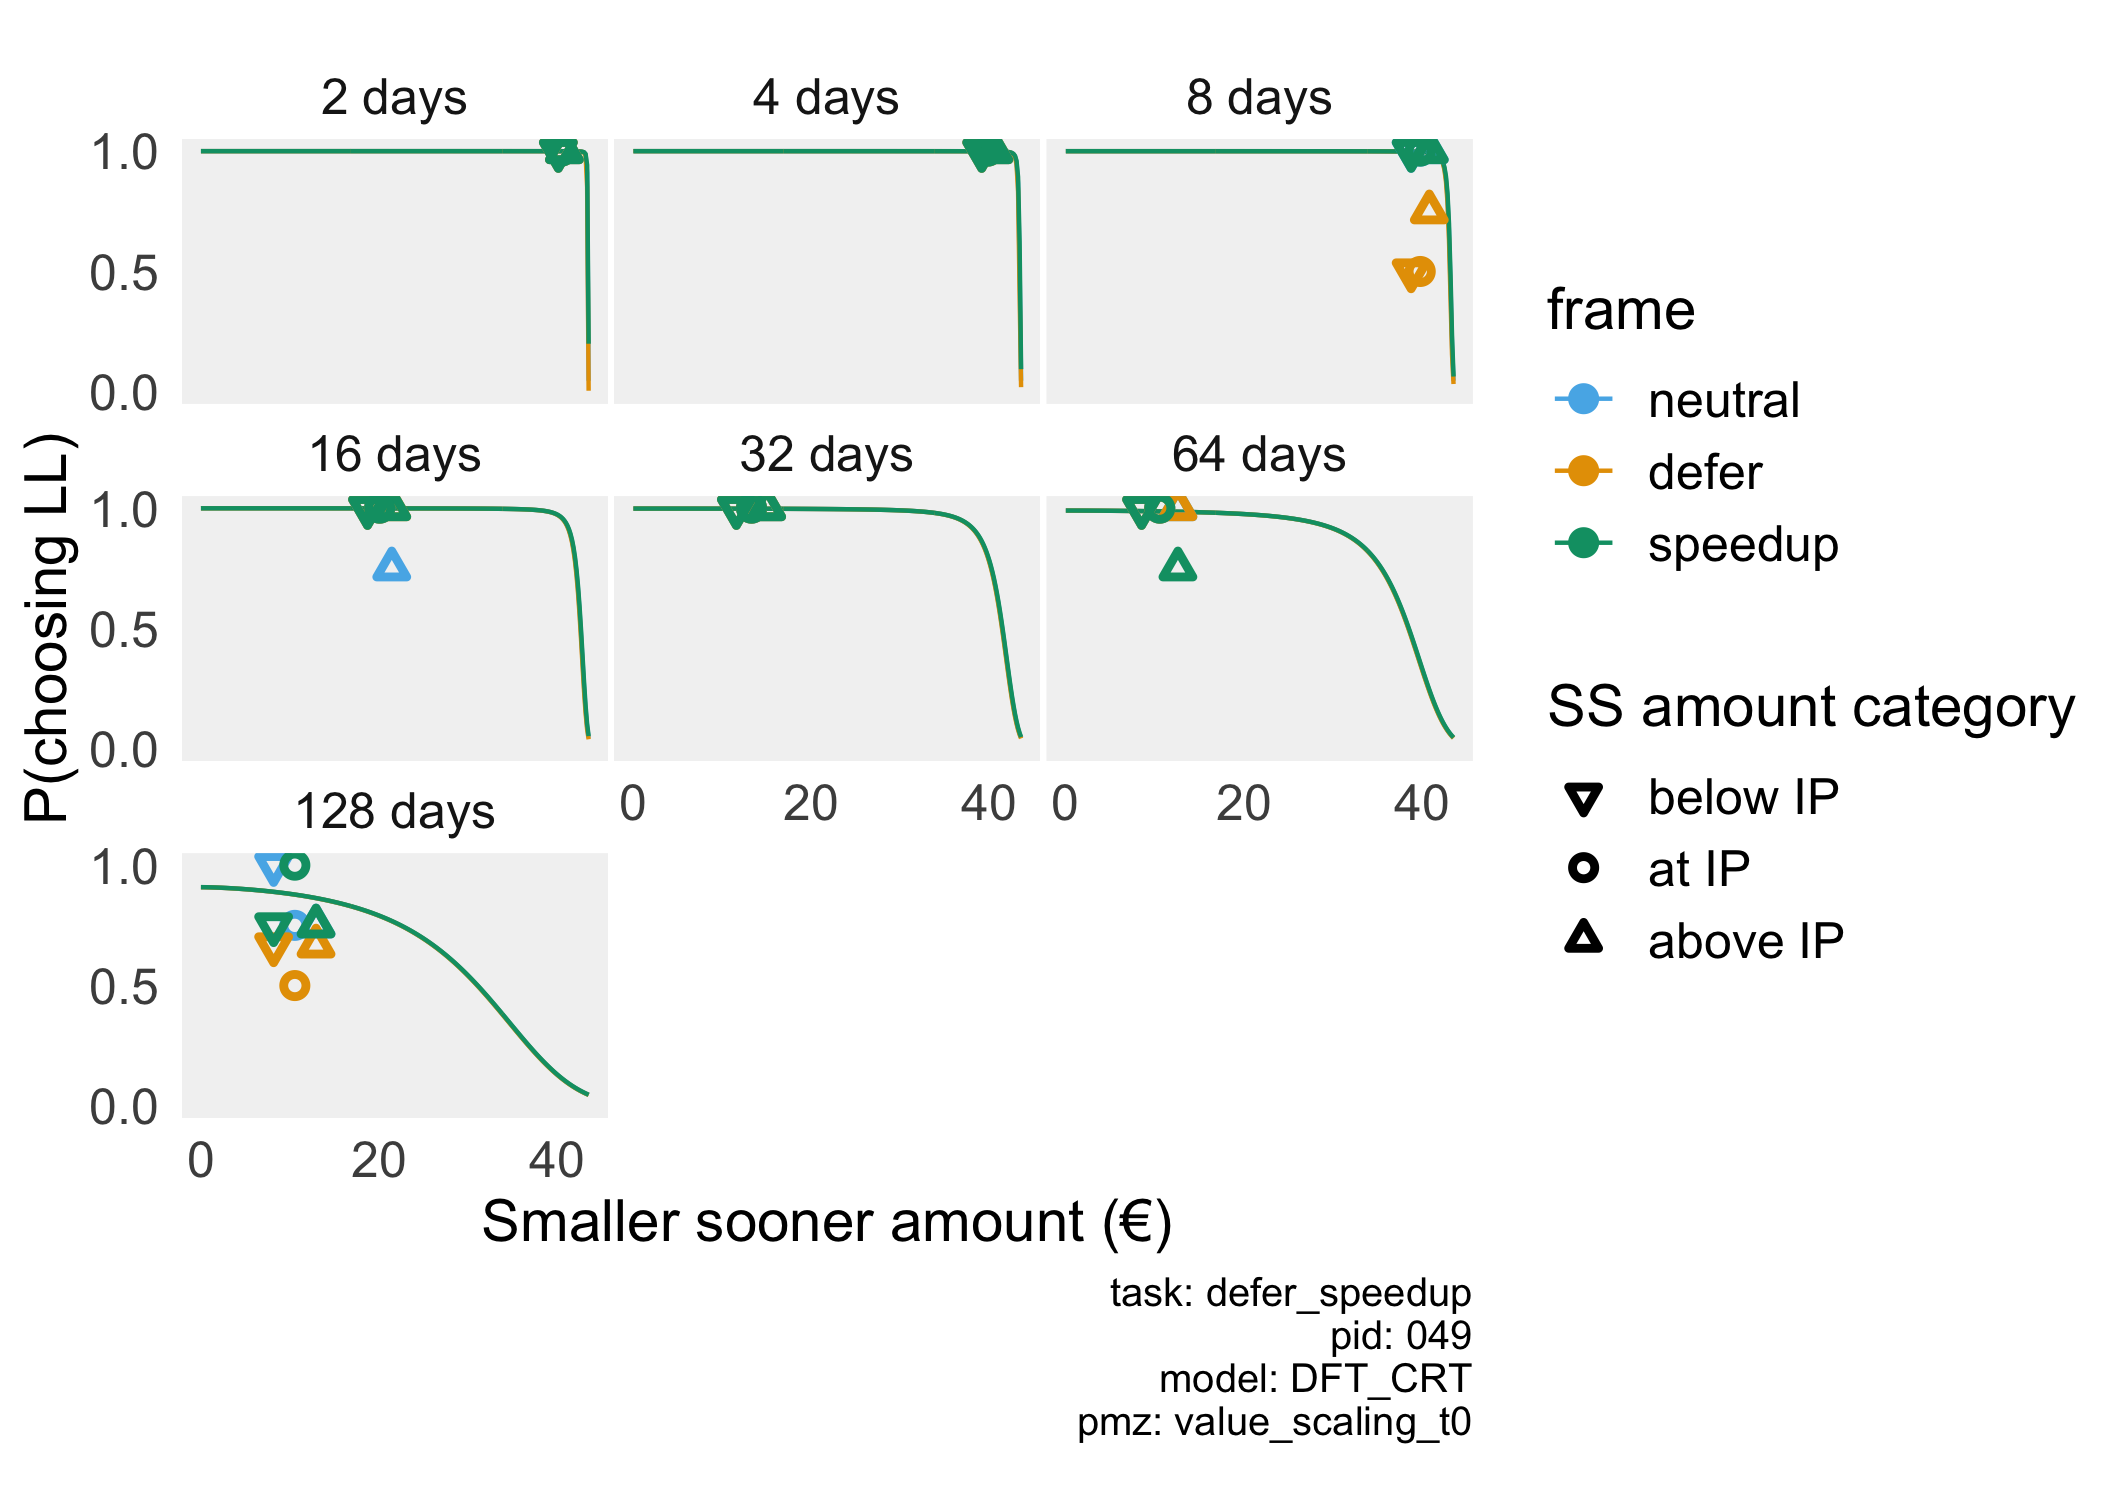 2 days
4 days
8 days
1.0
0.5
0.0
16 days
32 days
64 days
1.0
0.5
0.0
0
20
40
0
20
40
128 days
1.0
0.5
0.0
0
20
40
P(choosing LL)
Smaller sooner amount (€)
frame
neutral
defer
speedup
SS amount category
below IP
at IP
above IP
task: defer_speedup
pid: 049
model: DFT_CRT
pmz: value_scaling_t0